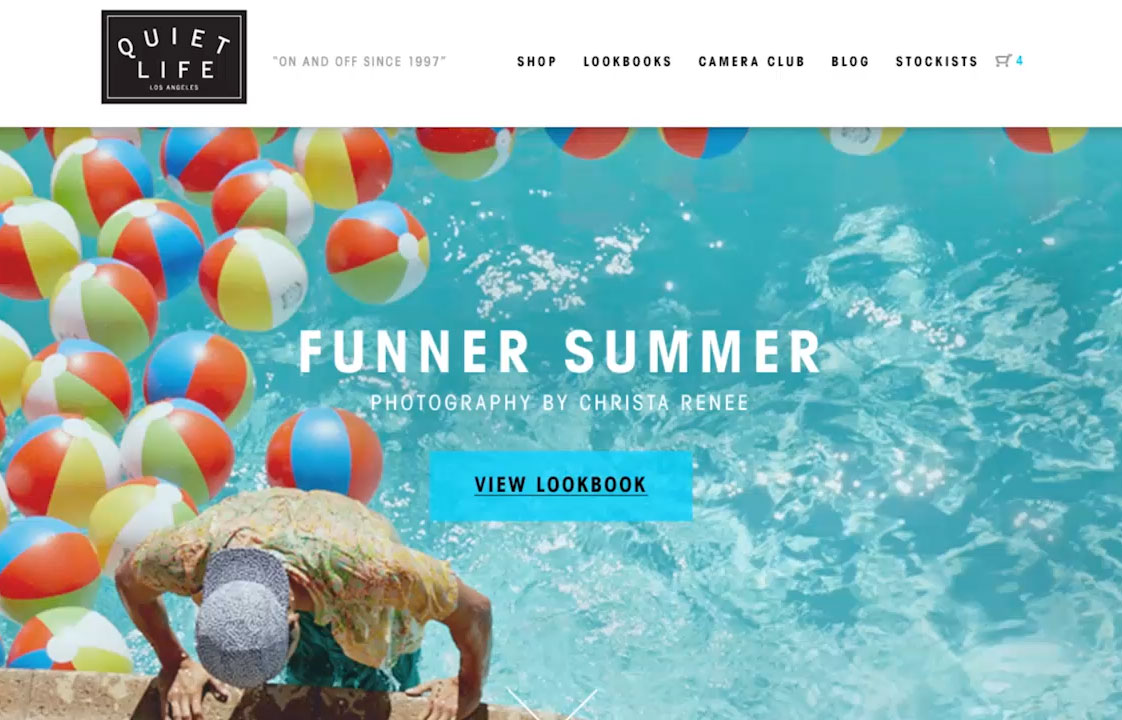 QUIET
LIFE
LOS ANGELES
"ON AND OFF SINCE 1997"
SHOP LOOKBOOKS CAMERA CLUB BLOG STOCKISTS 4
FUNNER SUMMER
PHOTOGRAPHY BY CHRISTA RENEE
VIEW LOOKBOOK